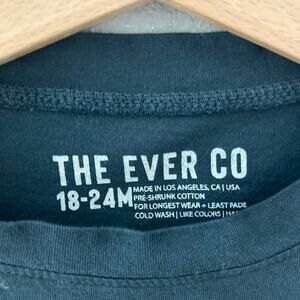 THE EVER CO
18-24M
MADE IN LOS ANGELES, CA | USA
PRE-SHRUNK COTTON
FOR LONGEST WEAR + LEAST FADE
COLD WASH | LIKE COLORS |